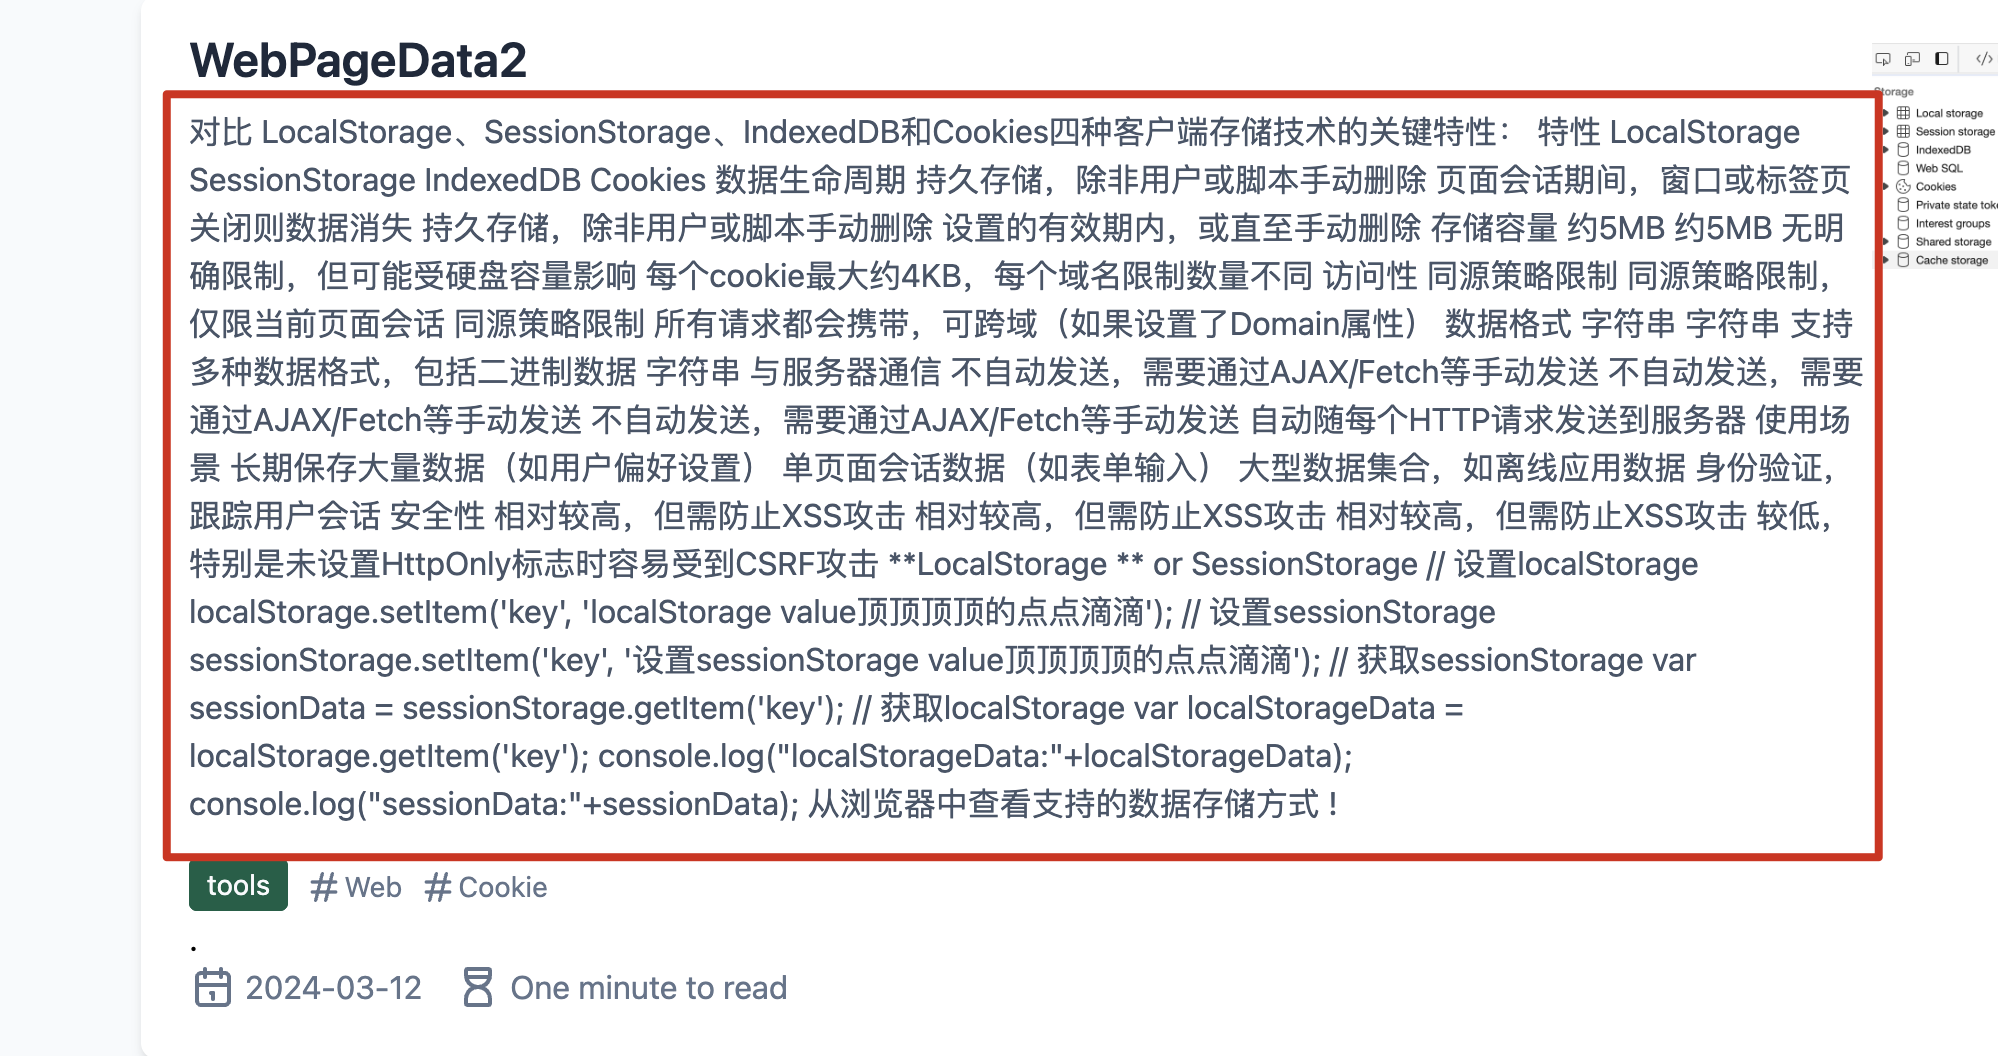 WebPageData2
对比 LocalStorage、SessionStorage、IndexedDB和Cookies四种客户端存储技术的关键特性： 特性 LocalStorage
SessionStorage IndexedDB Cookies 数据生命周期 持久存储，除非用户或脚本手动删除 页面会话期间，窗口或标签页
关闭则数据消失 持久存储，除非用户或脚本手动删除 设置的有效期内，或直至手动删除 存储容量 约5MB 约5MB 无明
确限制，但可能受硬盘容量影响 每个cookie最大约4KB，每个域名限制数量不同 访问性 同源策略限制 同源策略限制，
仅限当前页面会话 同源策略限制 所有请求都会携带，可跨域（如果设置了Domain属性） 数据格式 字符串 字符串 支持
多种数据格式，包括二进制数据 字符串 与服务器通信 不自动发送，需要通过AJAX/Fetch等手动发送 不自动发送，需要
通过AJAX/Fetch等手动发送 不自动发送，需要通过AJAX/Fetch等手动发送 自动随每个HTTP请求发送到服务器 使用场
景 长期保存大量数据（如用户偏好设置） 单页面会话数据（如表单输入） 大型数据集合，如离线应用数据 身份验证，
跟踪用户会话 安全性 相对较高，但需防止XSS攻击 相对较高，但需防止XSS攻击 相对较高，但需防止XSS攻击 较低，
特别是未设置HttpOnly标志时容易受到CSRF攻击 **LocalStorage ** or SessionStorage // 设置localStorage
localStorage.setItem('key', 'localStorage value顶顶顶顶的点点滴滴'); // 设置sessionStorage
sessionStorage.setItem('key', '设置sessionStorage value顶顶顶顶的点点滴滴'); // 获取sessionStorage var
sessionData = sessionStorage.getItem('key'); // 获取localStorage var localStorageData =
localStorage.getItem('key'); console.log("localStorageData:"+localStorageData);
console.log("sessionData:"+sessionData); 从浏览器中查看支持的数据存储方式 !
tools # Web # Cookie
.
2024-03-12 One minute to read
</> 
Storage
Local storage
Session storage
IndexedDB
Web SQL
Cookies
Private state toke
Interest groups
Shared storage
Cache storage